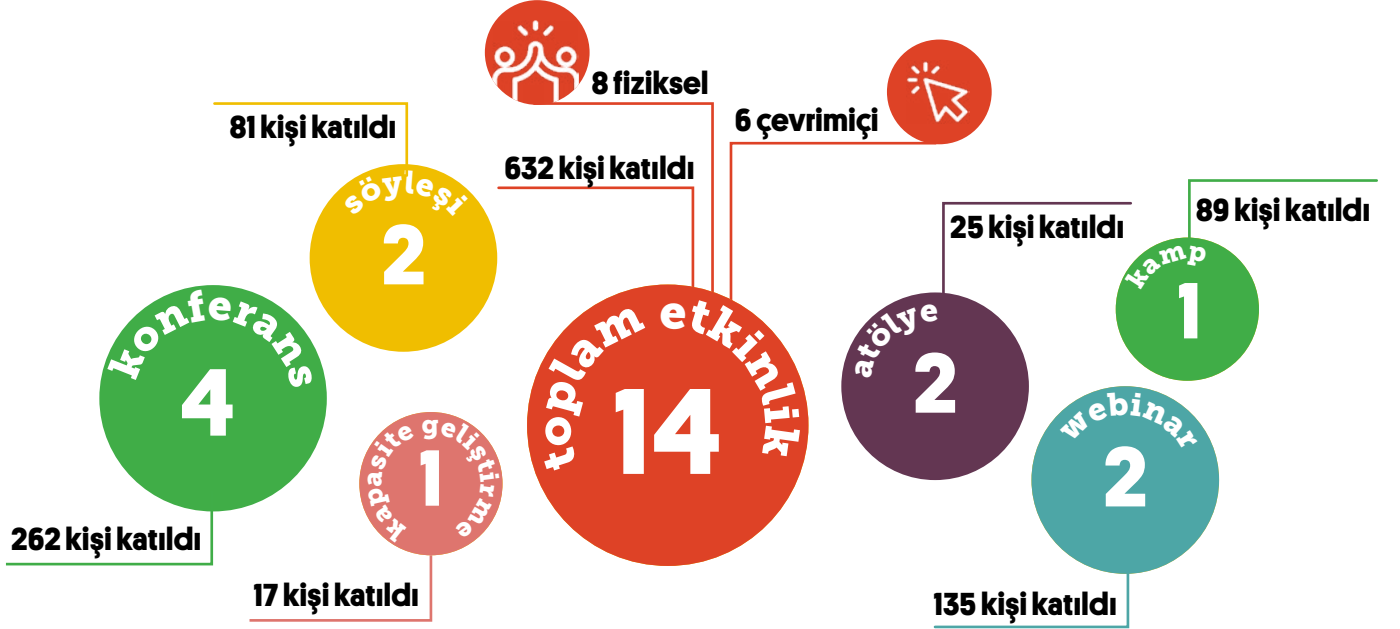 8 fiziksel
6 çevrimiçi
632 kişi katıldı
toplam etkinlik
14
81 kişi katıldı
söyleşi
2
konferans
4
262 kişi katıldı
kapasite geliştirme
1
17 kişi katıldı
25 kişi katıldı
atölye
2
89 kişi katıldı
kamp
1
webinar
2
135 kişi katıldı